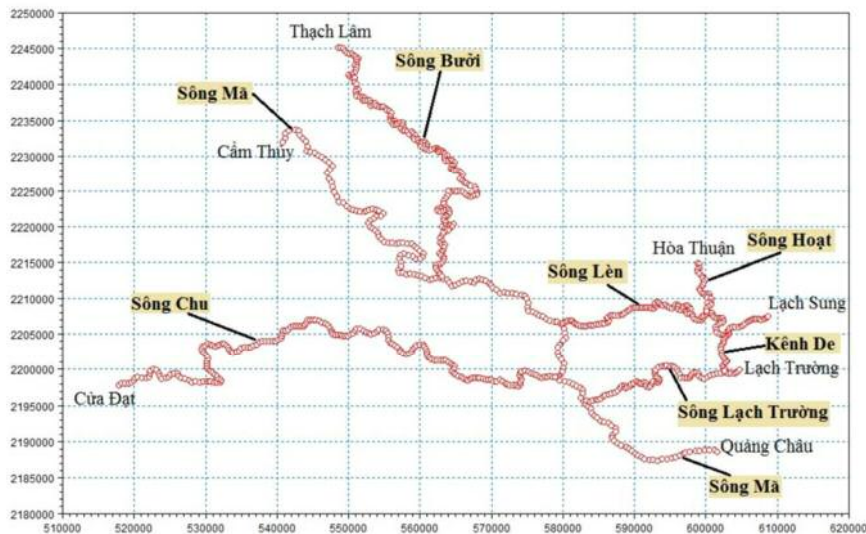 2250000
2245000
2240000
2235000
2230000
2225000
2220000
2215000
2210000
2205000
2200000
2195000
2190000
2185000
2180000
Thạch Lâm
Sông Bưởi
Sông Mã
Cẩm Thủy
Sông Hoạt
Hòa Thuận
Sông Lèn
Sông Chu
Lạch Sung
Kênh De
Lạch Trường
Cửa Đạt
Sông Lạch Trường
Quảng Châu
Sông Mã
510000 520000 530000 540000 550000 560000 570000 580000 590000 600000 610000 620000